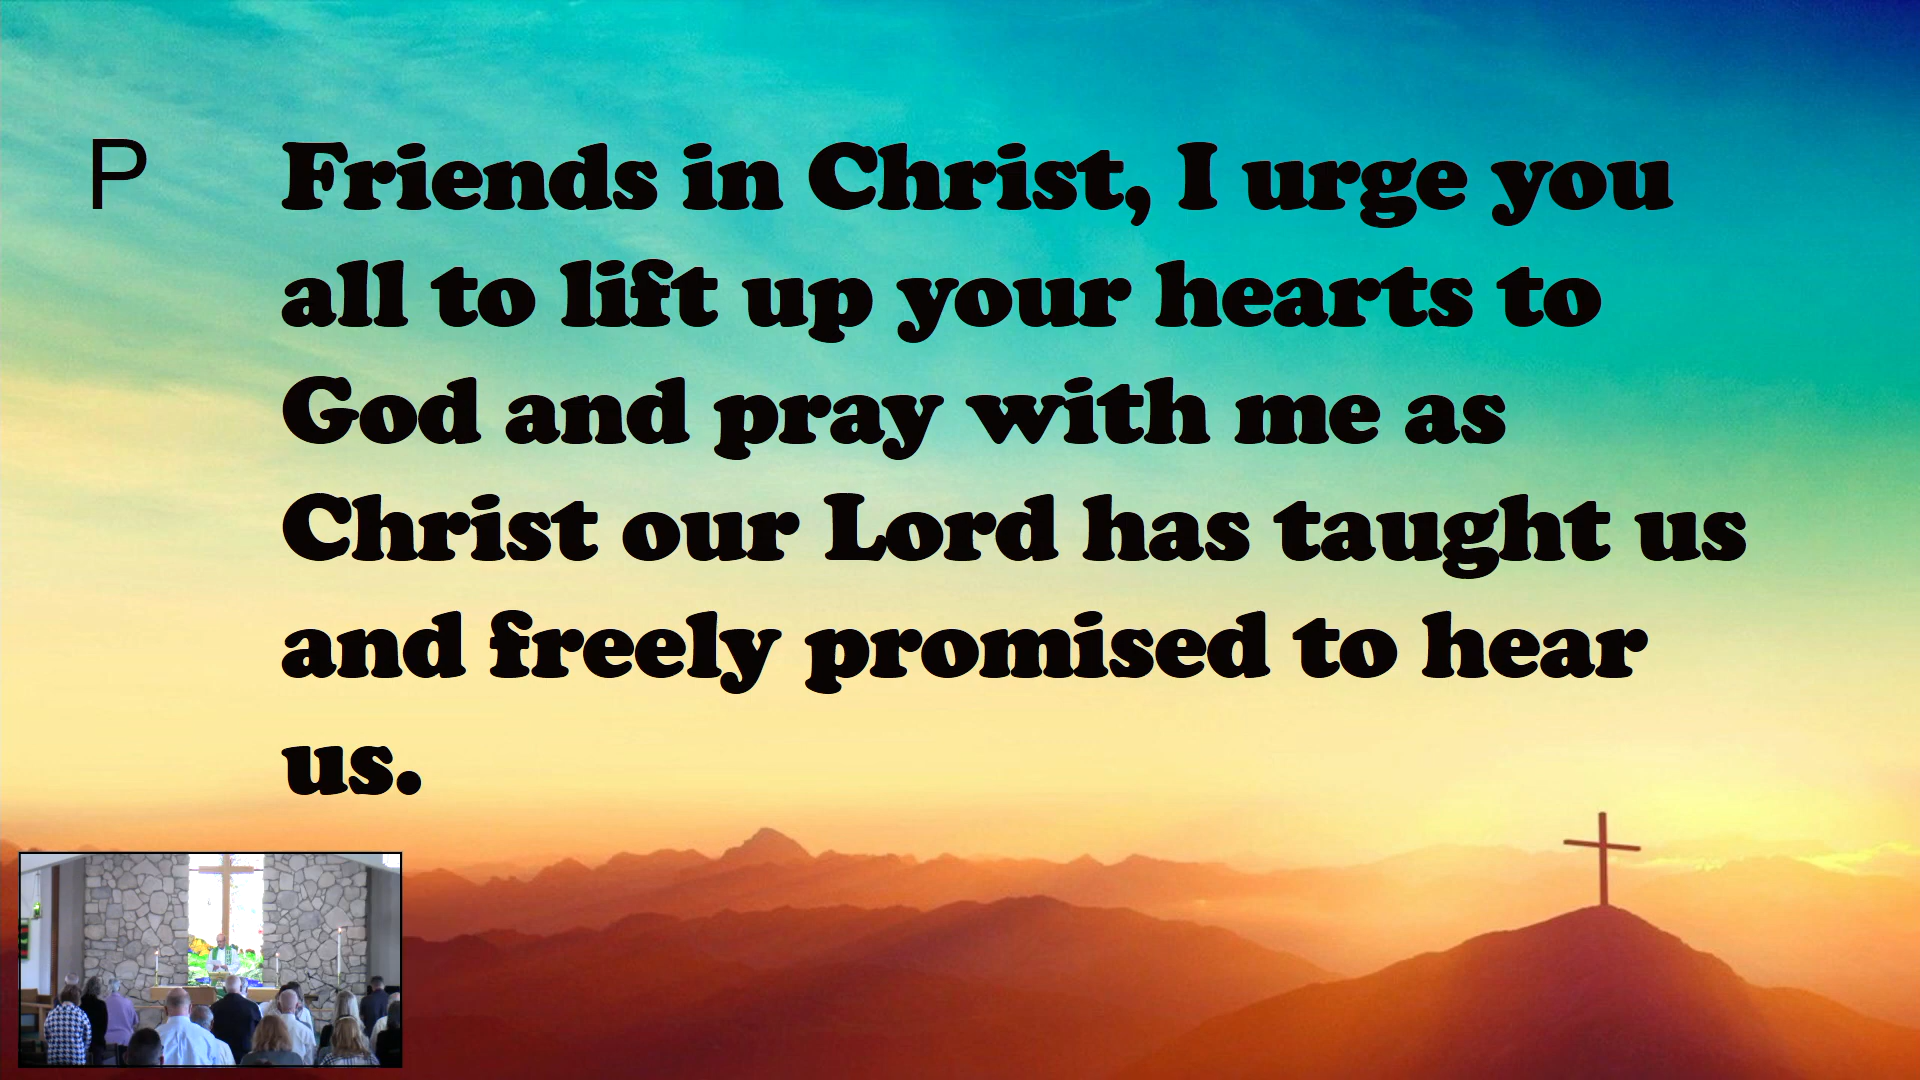 P Friends in Christ, I urge you
all to lift up your hearts to
God and pray with me as
Christ our Lord has taught us
and freely promised to hear
us.